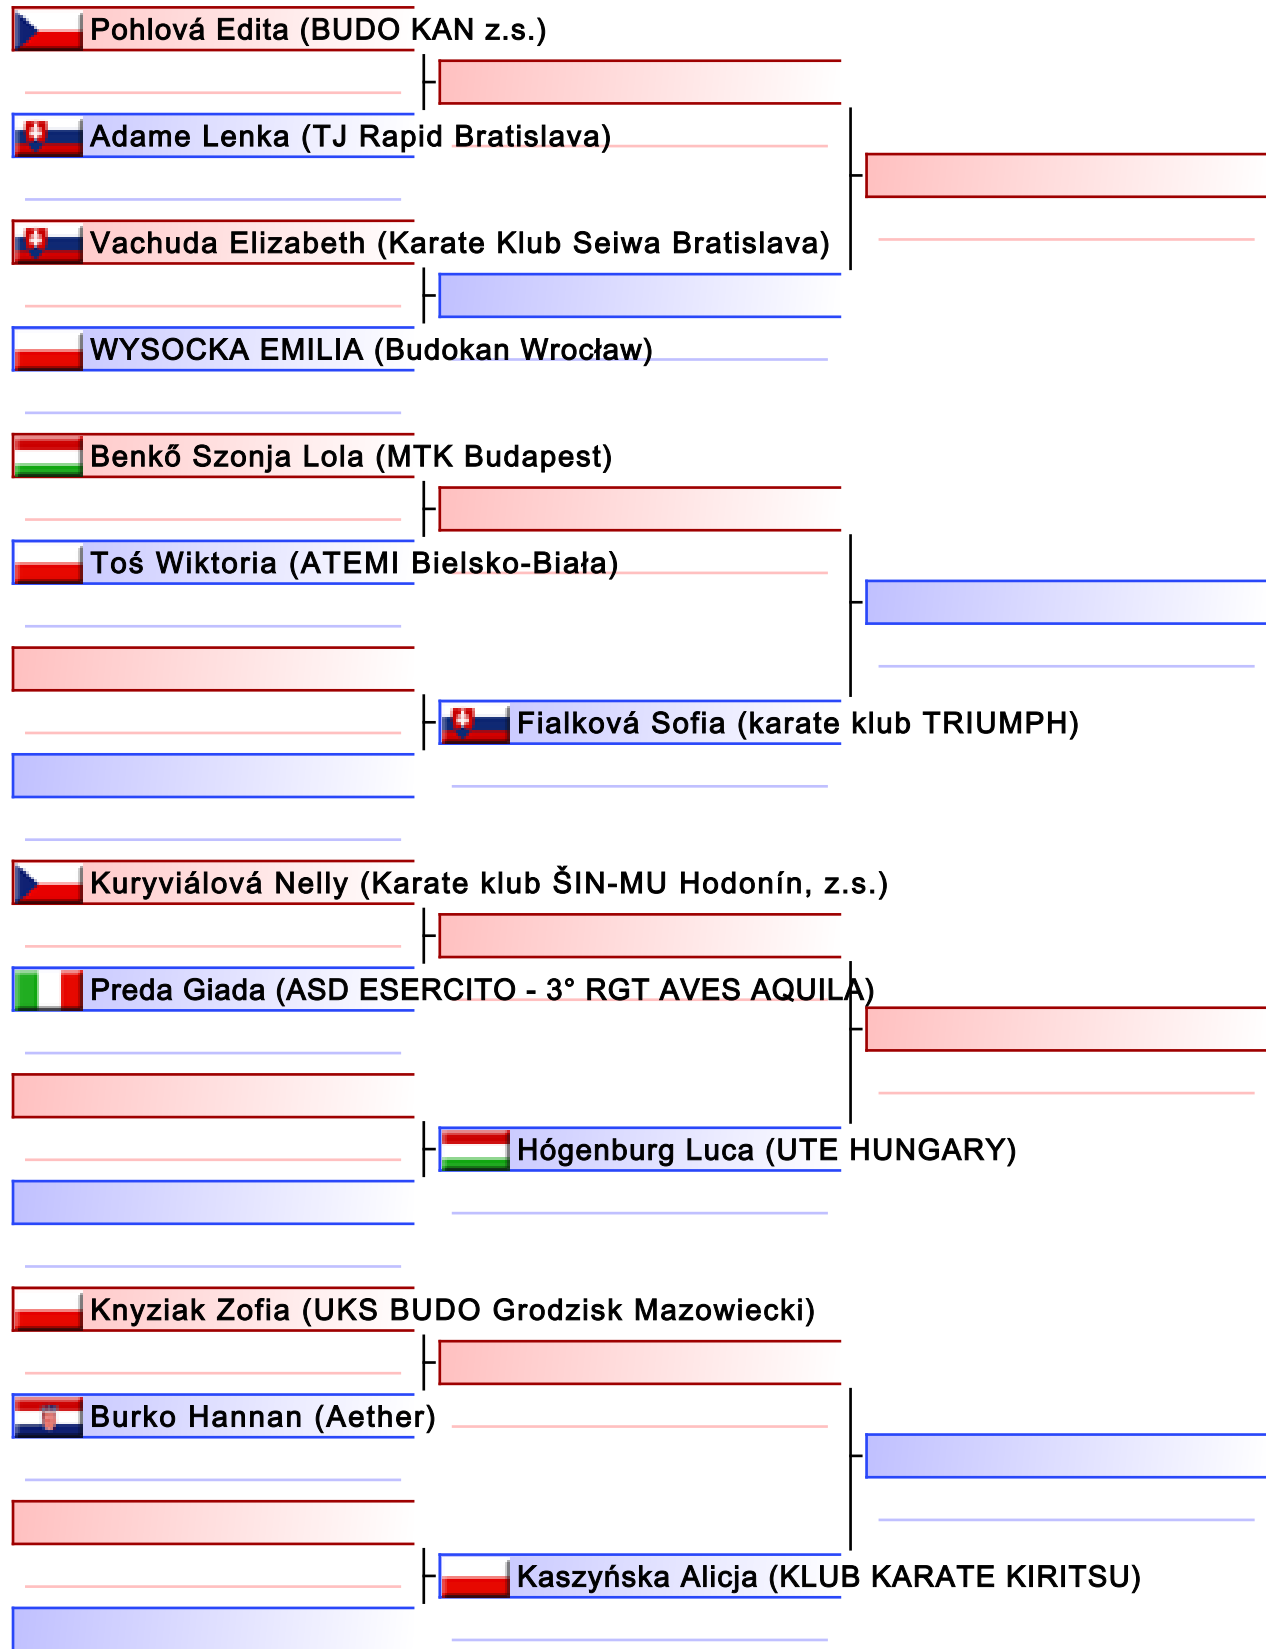 Pohlová Edita (BUDO KAN z.s.)
Adame Lenka (TJ Rapid Bratislava)
Vachuda Elizabeth (Karate Klub Seiwa Bratislava)
WYSOCKA EMILIA (Budokan Wrocław)
Benkő Szonja Lola (MTK Budapest)
Toś Wiktoria (ATEMI Bielsko-Biała)
Fialková Sofia (karate klub TRIUMPH)
Kuryviálová Nelly (Karate klub ŠIN-MU Hodonín, z.s.)
Preda Giada (ASD ESERCITO - 3° RGT AVES AQUILA)
Hógenburg Luca (UTE HUNGARY)
Knyziak Zofia (UKS BUDO Grodzisk Mazowiecki)
Burko Hannan (Aether)
Kaszyńska Alicja (KLUB KARATE KIRITSU)